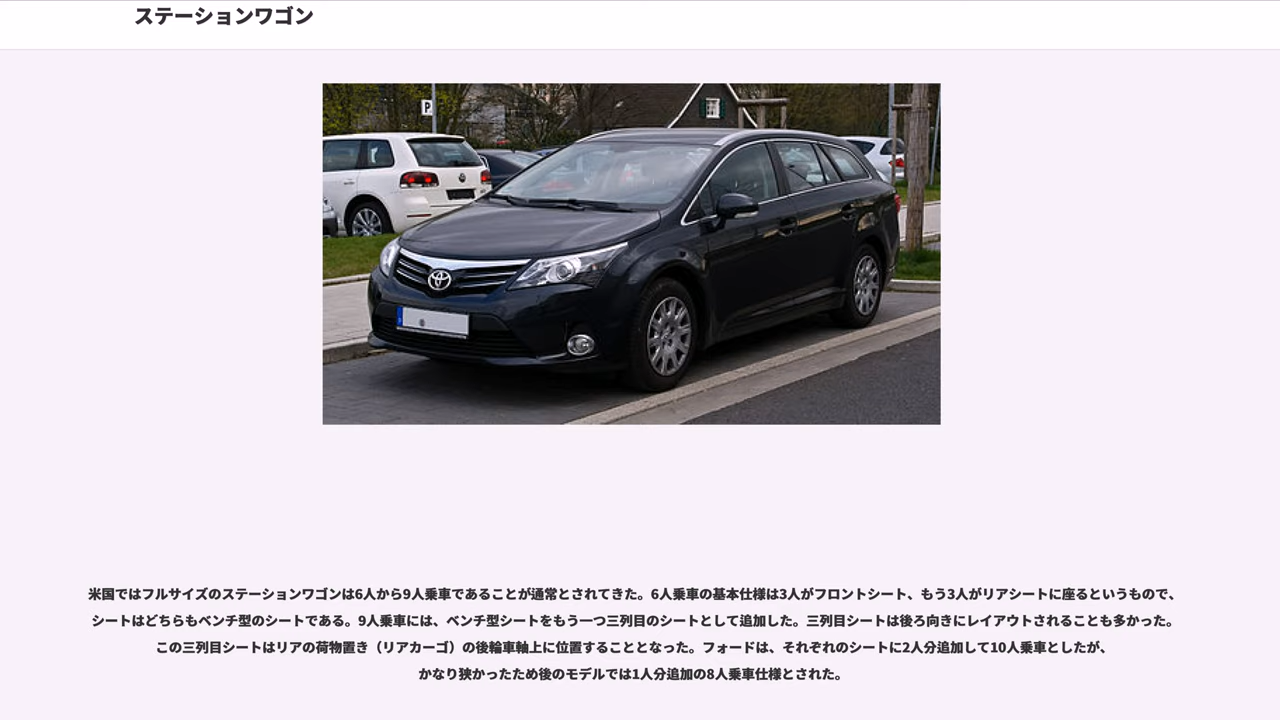 ステーションワゴン
P
米国ではフルサイズのステーションワゴンは6人から9人乗車であることが通常とされてきた。6人乗車の基本仕様は3人がフロントシート、もう3人がリアシートに座るというもので、
シートはどちらもベンチ型のシートである。9人乗車には、ベンチ型シートをもう一つ三列目のシートとして追加した。三列目シートは後ろ向きにレイアウトされることも多かった。
この三列目シートはリアの荷物置き（リアカーゴ）の後輪車軸上に位置することとなった。フォードは、それぞれのシートに2人分追加して10人乗車としたが、
かなり狭かったため後のモデルでは1人分追加の8人乗車仕様とされた。